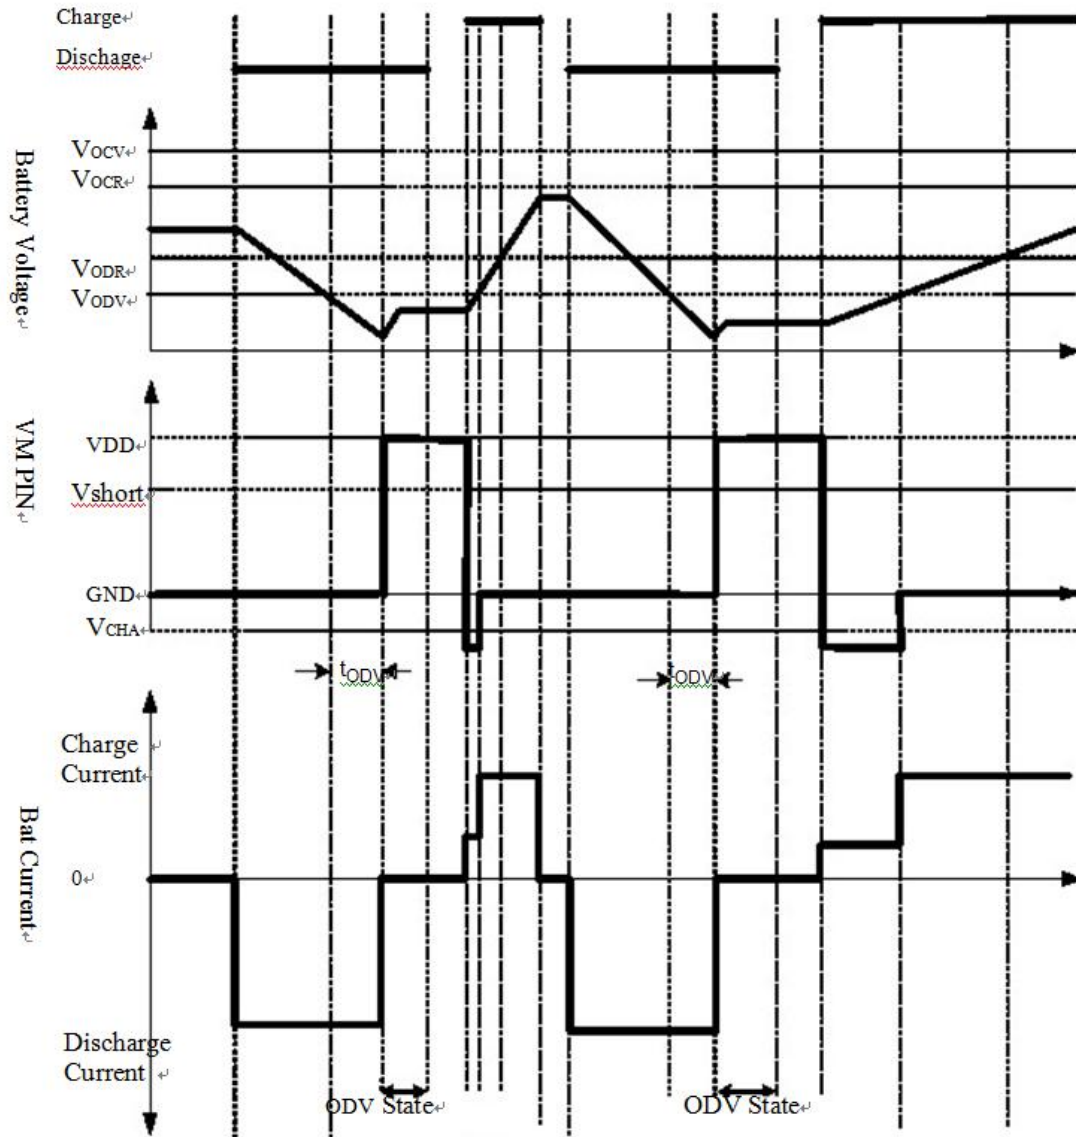 Charge
Dischage
Battery Voltage
VOCV
VOCR
VODR
VODV
VM PIN
VDD
Vshort
GND
VCHA
tODV
tODV
Bat Current
Charge
Current
0
Discharge
Current
ODV State
ODV State